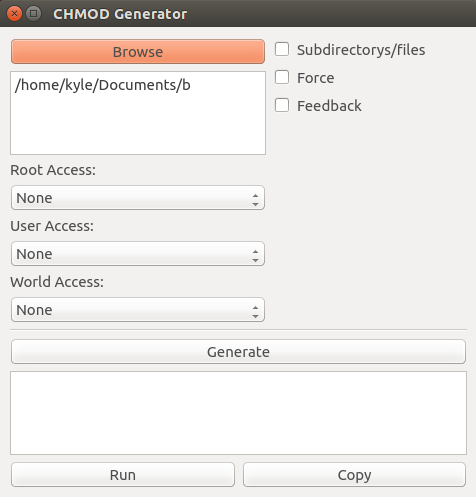 CHMOD Generator
Browse
Subdirectorys/files
/home/kyle/Documents/b
Force
Feedback
Root Access:
None
User Access:
None
World Access:
None
Generate
Run
Copy